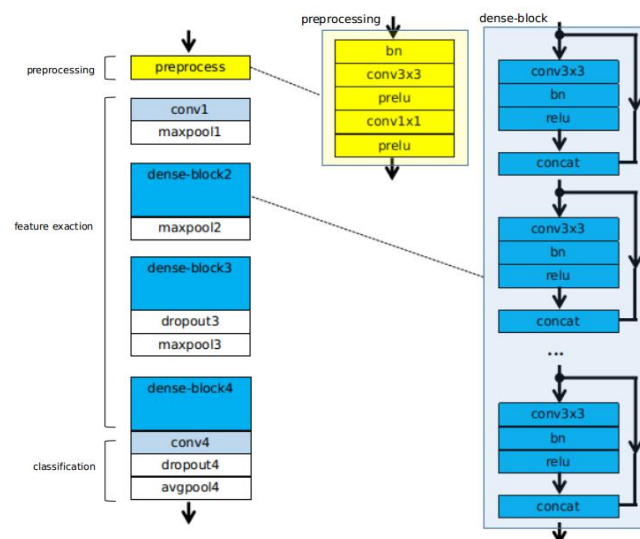 preprocessing
preprocess
feature exaction
conv1
maxpool1
dense-block2
maxpool2
dense-block3
dropout3
maxpool3
dense-block4
classification
conv4
dropout4
avgpool4
preprocessing
bn
conv3x3
prelu
conv1x1
prelu
dense-block
conv3x3
bn
relu
concat
conv3x3
bn
relu
concat
...
conv3x3
bn
relu
concat